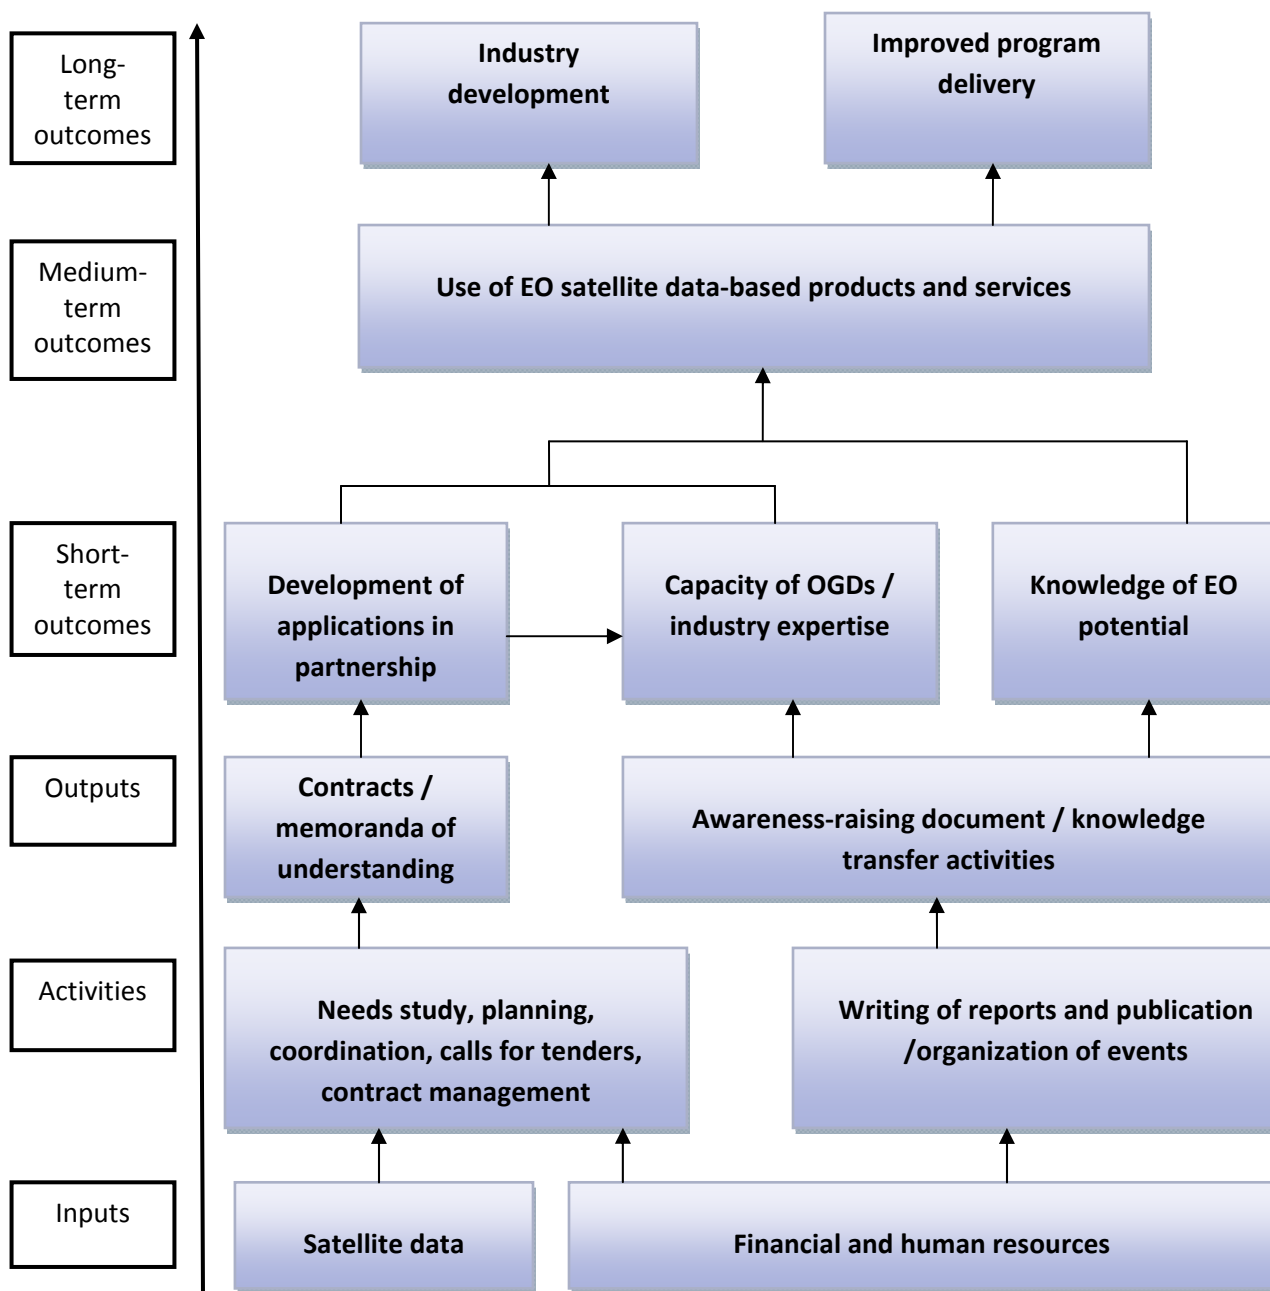 Long-
term
outcomes
Industry
development
Improved program
delivery
Medium-
term
outcomes
Use of EO satellite data-based products and services
Short-
term
outcomes
Development of
applications in
partnership
Capacity of OGDs /
industry expertise
Knowledge of EO
potential
Outputs
Contracts /
memoranda of
understanding
Awareness-raising document / knowledge
transfer activities
Activities
Needs study, planning,
coordination, calls for tenders,
contract management
Writing of reports and publication
/organization of events
Inputs
Satellite data
Financial and human resources